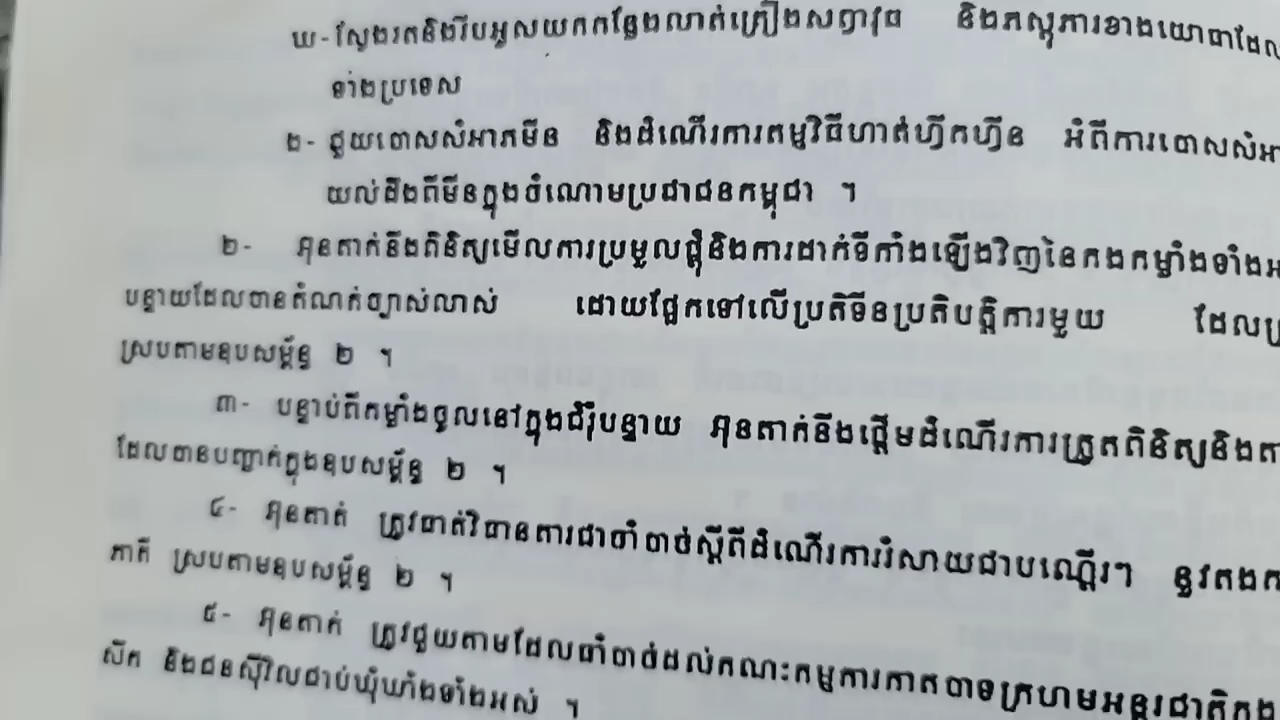 ឃ- ស្វែងរកនិងរឹបអូសយកកន្លែងលាក់គ្រឿងសព្វាវុធ និងភស្តុភារខាងយោធាដែល
ទាំងប្រទេស
ង- ជួយបោសសំអាតមីន និងដំណើរការកម្មវិធីហាត់ហ្វឹកហ្វឺន អំពីការបោសសំអា
យល់ដឹងពីមីនក្នុងចំណោមប្រជាជនកម្ពុជា ។
២- អ៊ុនតាក់នឹងពិនិត្យមើលការប្រមូលផ្តុំនិងការដាក់ទីតាំងឡើងវិញនៃកងកម្លាំងទាំងអ
បន្ទាយដែលបានកំណត់ច្បាស់លាស់ ដោយផ្អែកទៅលើប្រតិទិនប្រតិបត្តិការមួយ ដែលត្រ
ស្របតាមឧបសម្ព័ន្ធ ២ ។
៣- បន្ទាប់ពីកម្លាំងចូលនៅក្នុងជំរុំបន្ទាយ អ៊ុនតាក់នឹងផ្តើមដំណើរការត្រួតពិនិត្យនិងកា
ដែលបានបញ្ជាក់ក្នុងឧបសម្ព័ន្ធ ២ ។
៤- អ៊ុនតាក់ ត្រូវចាត់វិធានការជាចាំបាច់ស្តីពីដំណើរការរំសាយជាបណ្តើរៗ នូវកងក
ភាគី ស្របតាមឧបសម្ព័ន្ធ ២ ។
៥- អ៊ុនតាក់ ត្រូវជួយតាមដែលចាំបាច់ដល់គណៈកម្មការកាកបាទក្រហមអន្តរជាតិក្នុង
សឹក និងជនស៊ីវិលជាប់ឃុំឃាំងទាំងអស់ ។